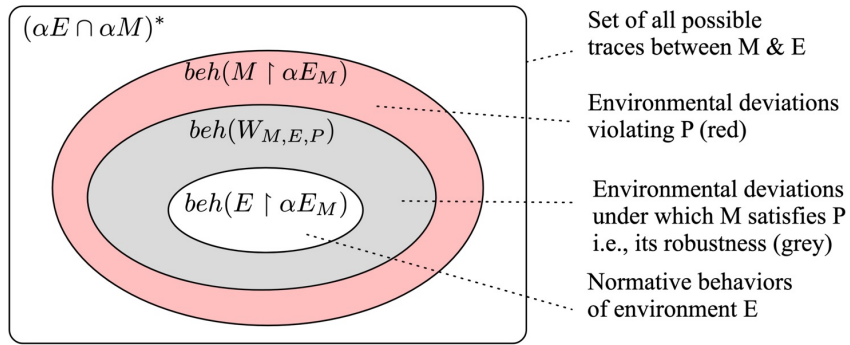 (αE ∩ αM)*
beh(M ↾ αE_M)
beh(W_{M,E,P})
beh(E ↾ αE_M)
Set of all possible
traces between M & E
Environmental deviations
violating P (red)
Environmental deviations
under which M satisfies P
i.e., its robustness (grey)
Normative behaviors
of environment E